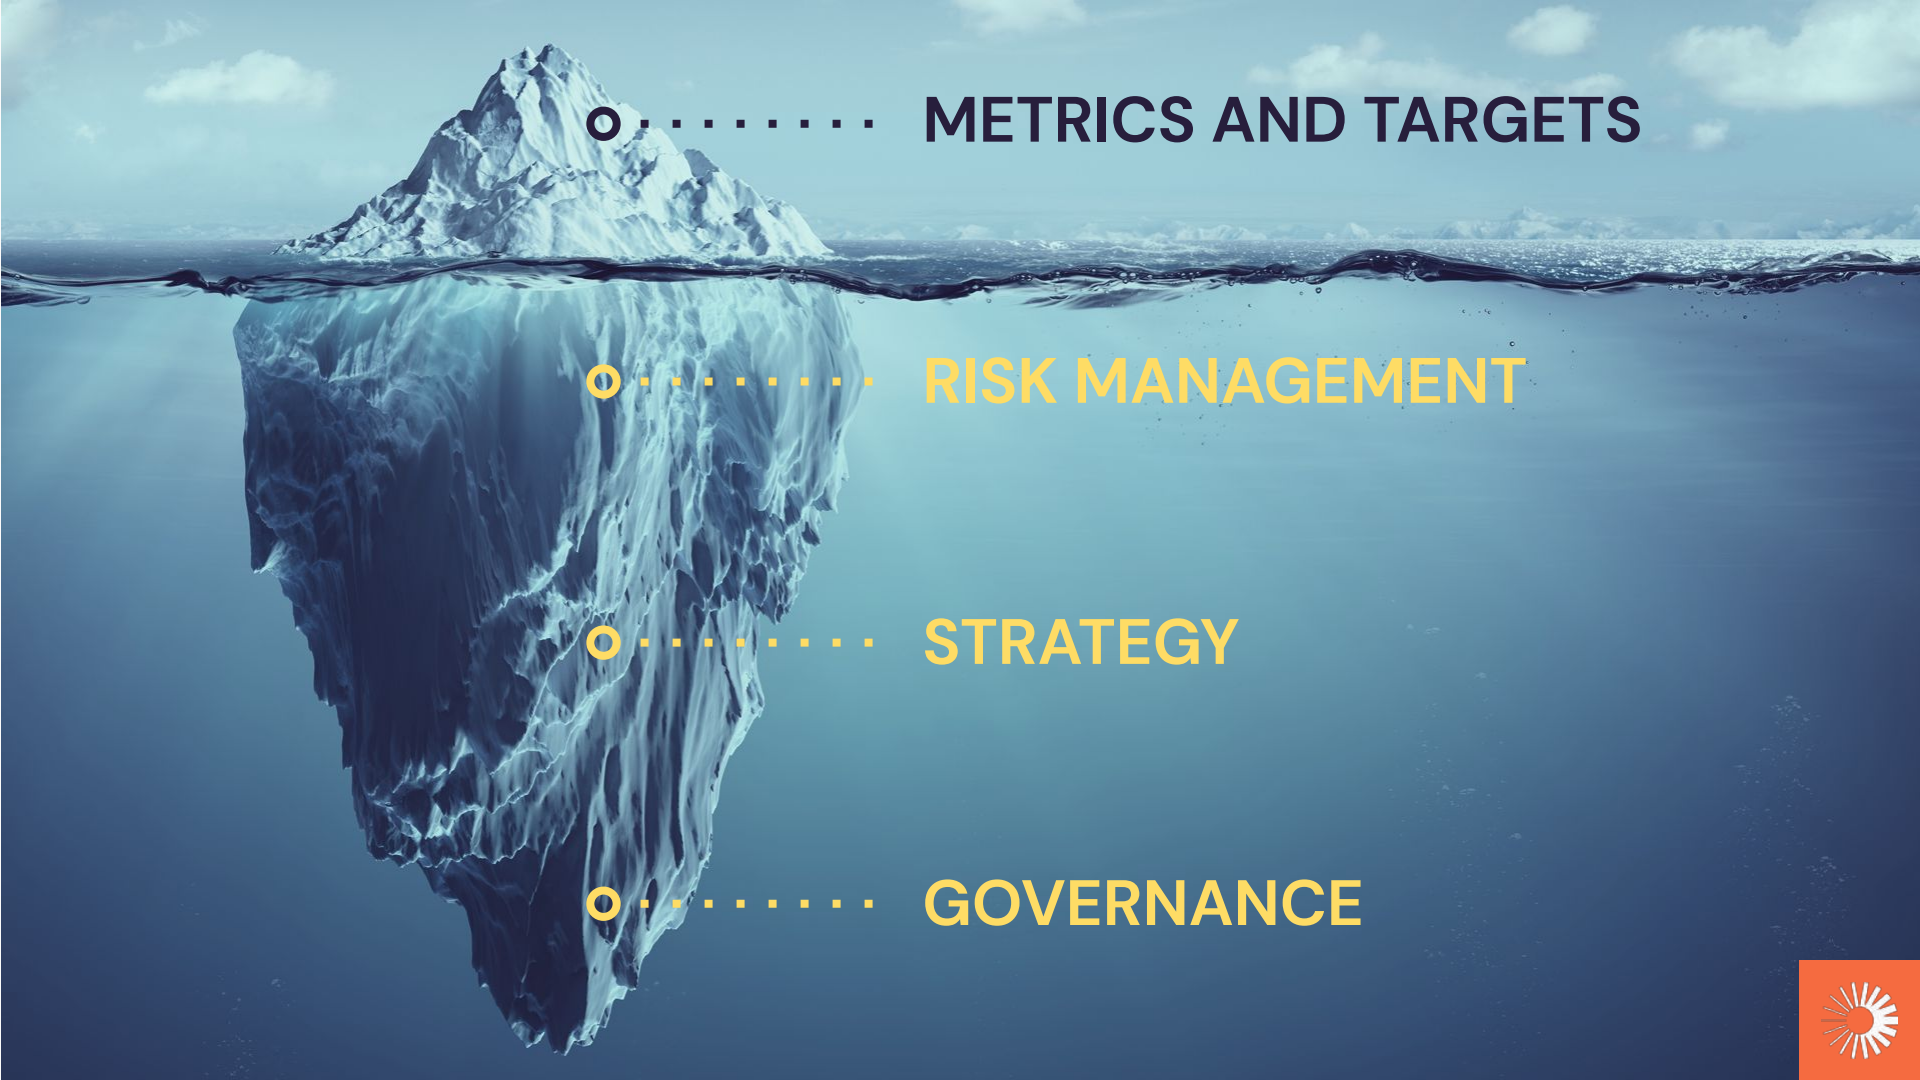 METRICS AND TARGETS
RISK MANAGEMENT
STRATEGY
GOVERNANCE